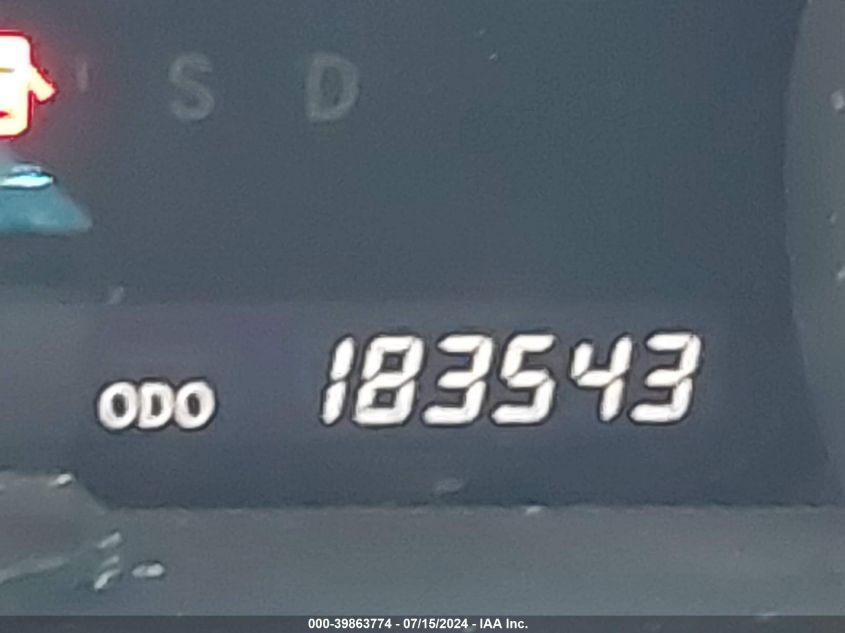 S D
ODO 183543
000-39863774 - 07/15/2024 - IAA Inc.